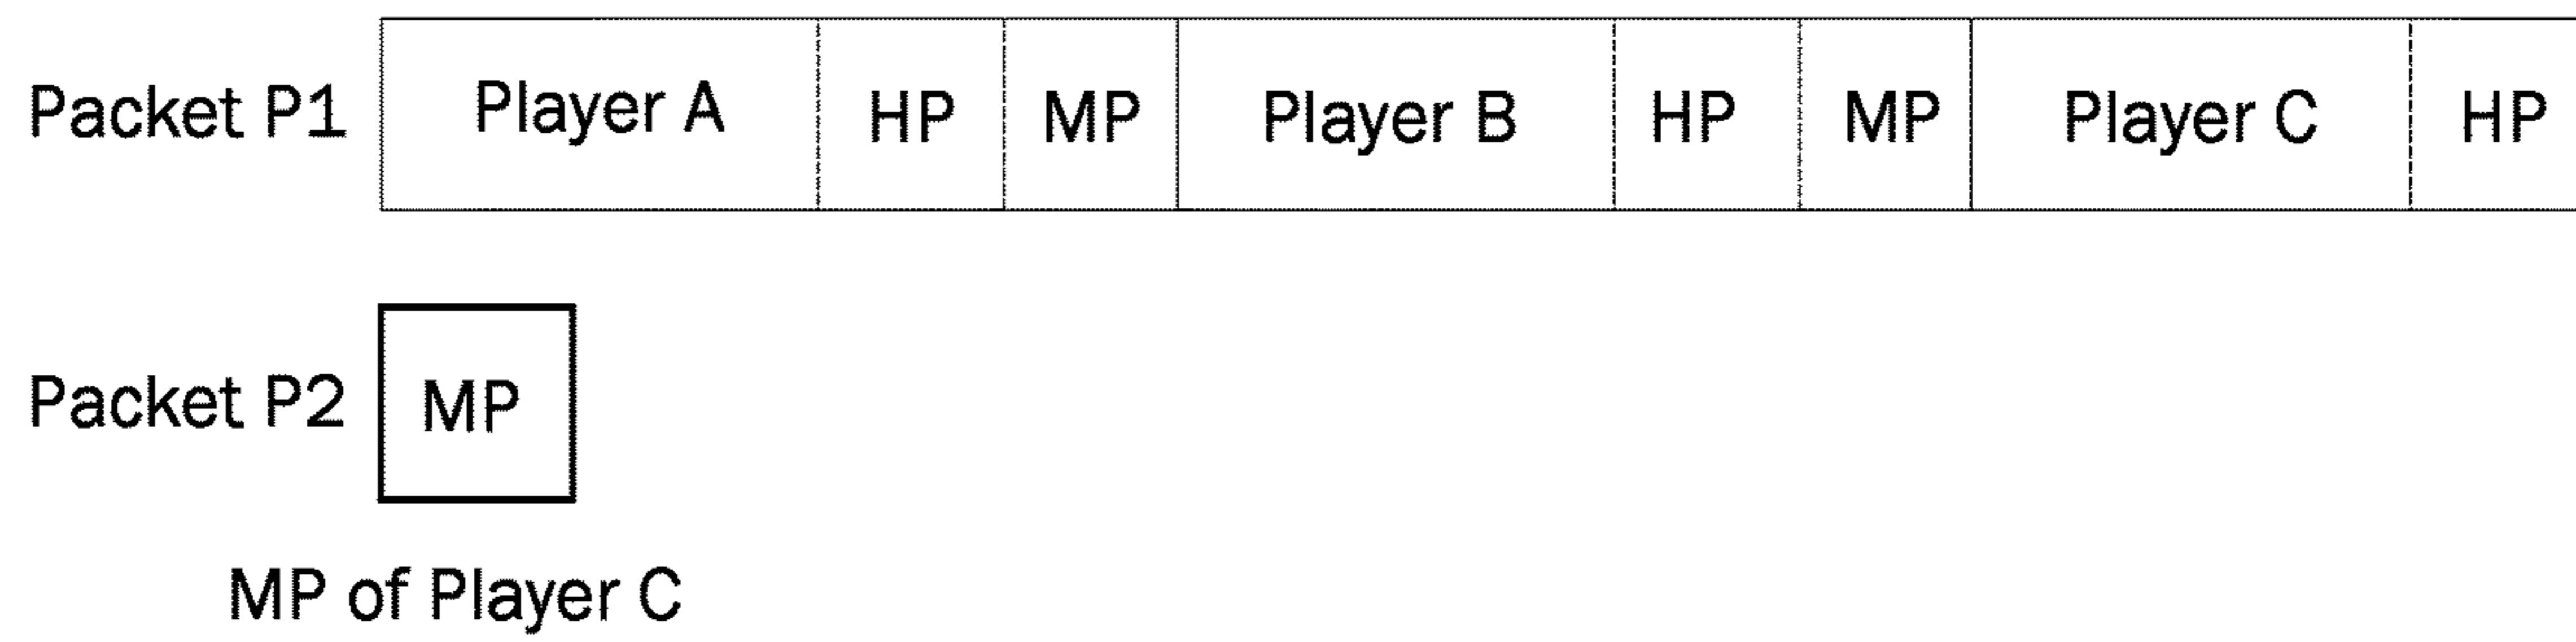 Packet P1 Player A HP MP Player B HP MP Player C HP
Packet P2 MP
MP of Player C